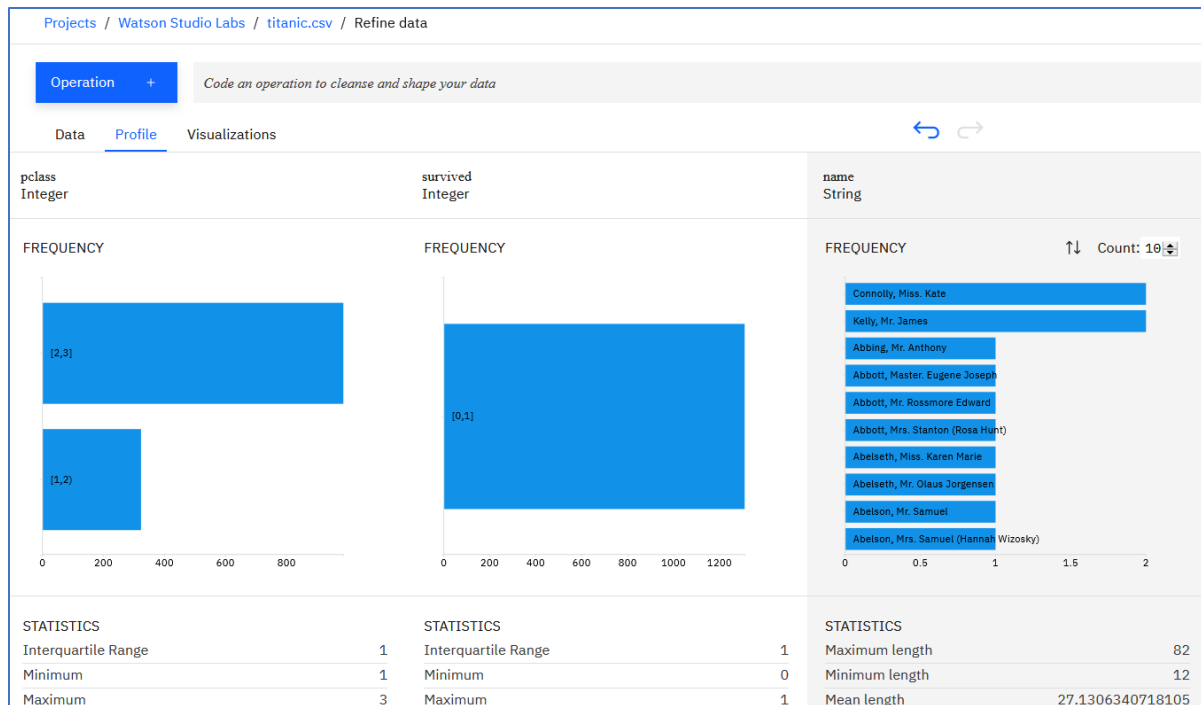 Projects / Watson Studio Labs / titanic.csv / Refine data
Operation +
Code an operation to cleanse and shape your data
Data Profile Visualizations
pclass
Integer
survived
Integer
name
String
FREQUENCY
[2,3]
[1,2)
0 200 400 600 800
FREQUENCY
[0,1]
0 200 400 600 800 1000 1200
FREQUENCY
Count: 10
Connolly, Miss. Kate
Kelly, Mr. James
Abbing, Mr. Anthony
Abbott, Master. Eugene Joseph
Abbott, Mr. Rossmore Edward
Abbott, Mrs. Stanton (Rosa Hunt)
Abelseth, Miss. Karen Marie
Abelseth, Mr. Olaus Jorgensen
Abelson, Mr. Samuel
Abelson, Mrs. Samuel (Hannah Wizosky)
0 0.5 1 1.5 2
STATISTICS
Interquartile Range 1
Minimum 1
Maximum 3
STATISTICS
Interquartile Range 1
Minimum 0
Maximum 1
STATISTICS
Maximum length 82
Minimum length 12
Mean length 27.1306340718105